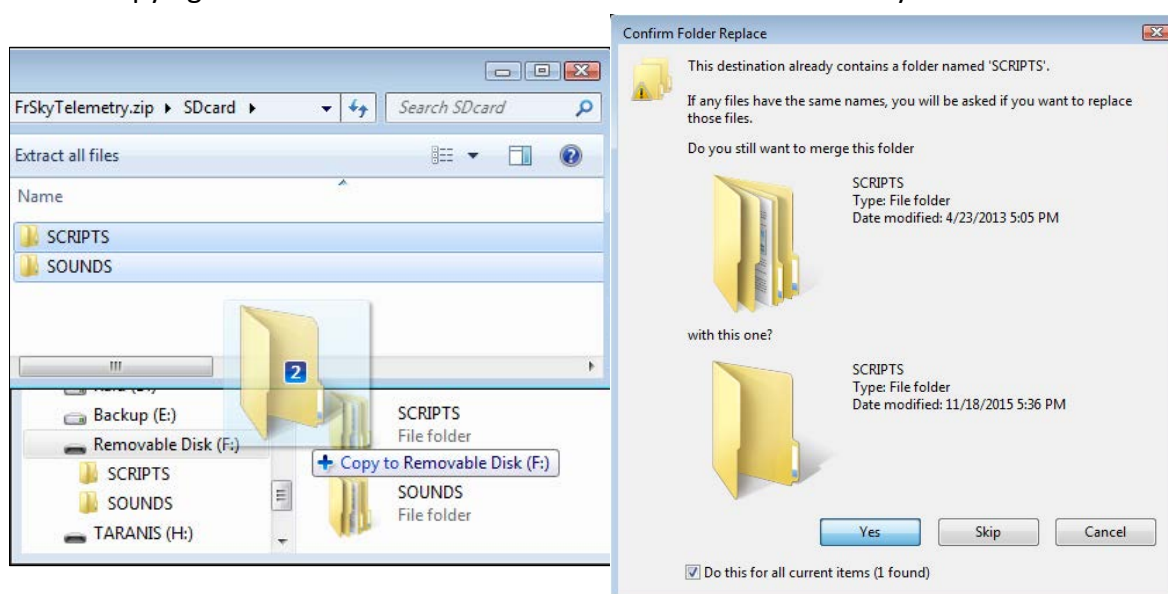 Confirm Folder Replace
FrSkyTelemetry.zip ▸ SDcard ▸
Search SDcard
Extract all files
Name
SCRIPTS
SOUNDS
2
Backup (E:)
Removable Disk (F:)
SCRIPTS
SOUNDS
TARANIS (H:)
SCRIPTS
File folder
Copy to Removable Disk (F:)
SOUNDS
File folder
This destination already contains a folder named 'SCRIPTS'.
If any files have the same names, you will be asked if you want to replace
those files.
Do you still want to merge this folder
SCRIPTS
Type: File folder
Date modified: 4/23/2013 5:05 PM
with this one?
SCRIPTS
Type: File folder
Date modified: 11/18/2015 5:36 PM
Yes
Skip
Cancel
Do this for all current items (1 found)